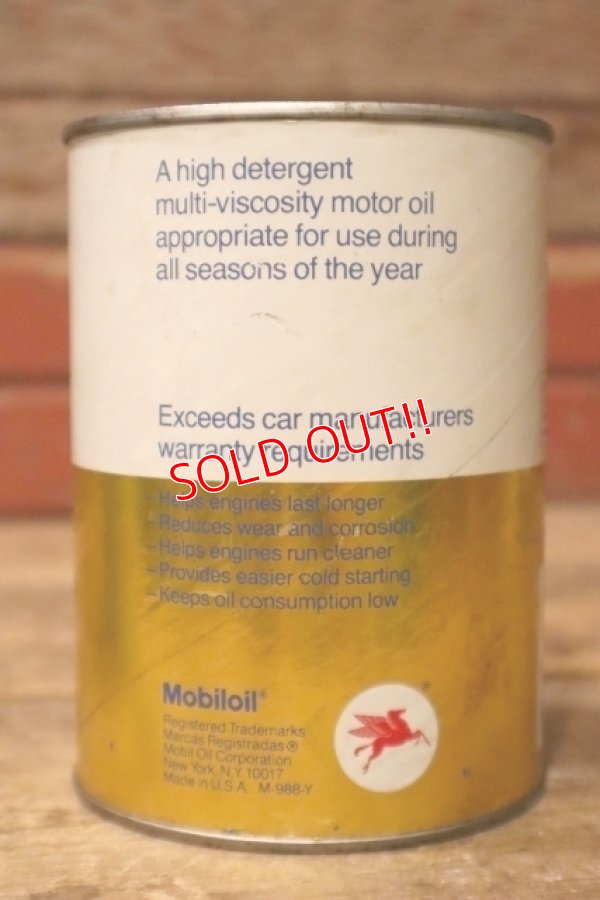 A high detergent
multi-viscosity motor oil
appropriate for use during
all seasons of the year
Exceeds car manufacturers
warranty requirements
SOLD OUT!!
–Helps engines last longer
–Reduces wear and corrosion
–Helps engines run cleaner
–Provides easier cold starting
–Keeps oil consumption low
Mobiloil®
Registered Trademarks
Marcas Registradas ®
Mobil Oil Corporation
New York, N.Y. 10017
Made in U.S.A. M-988-Y
®